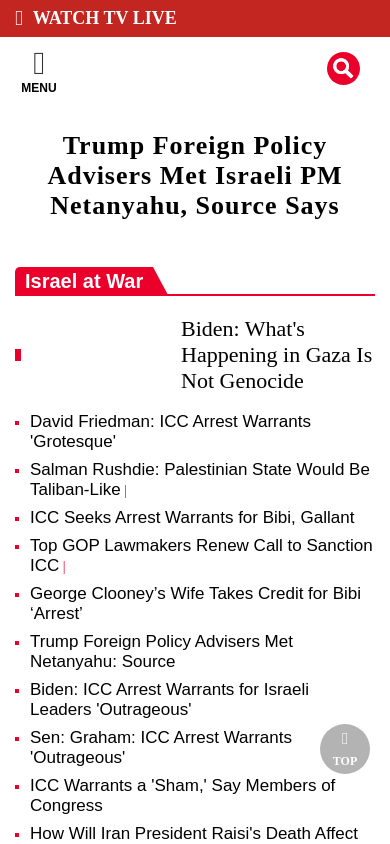 WATCH TV LIVE
MENU
Trump Foreign Policy
Advisers Met Israeli PM
Netanyahu, Source Says
Israel at War
Biden: What's
Happening in Gaza Is
Not Genocide
David Friedman: ICC Arrest Warrants
'Grotesque'
Salman Rushdie: Palestinian State Would Be
Taliban-Like |
ICC Seeks Arrest Warrants for Bibi, Gallant
Top GOP Lawmakers Renew Call to Sanction
ICC |
George Clooney’s Wife Takes Credit for Bibi
‘Arrest’
Trump Foreign Policy Advisers Met
Netanyahu: Source
Biden: ICC Arrest Warrants for Israeli
Leaders 'Outrageous'
Sen: Graham: ICC Arrest Warrants
'Outrageous'
TOP
ICC Warrants a 'Sham,' Say Members of
Congress
How Will Iran President Raisi's Death Affect